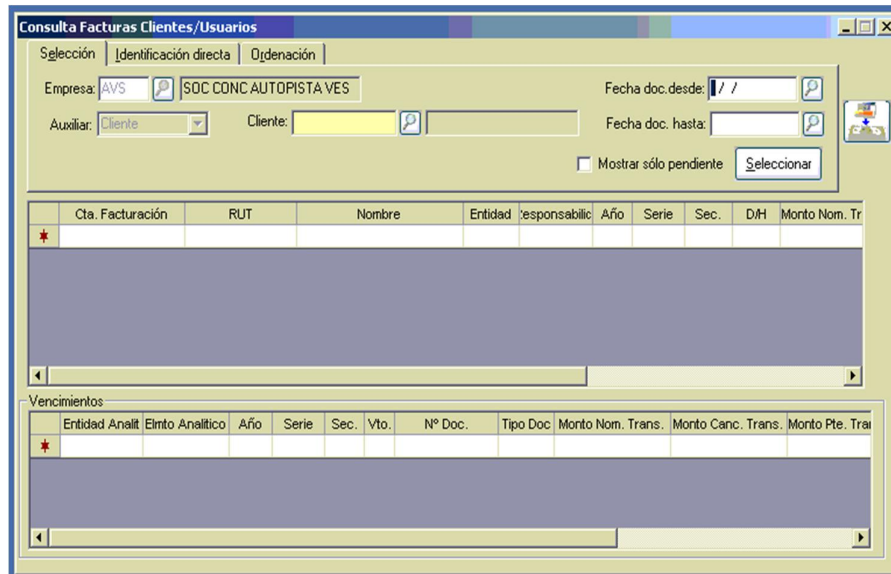 Consulta Facturas Clientes/Usuarios
Selección Identificación directa Ordenación
Empresa: AVS SOC CONC AUTOPISTA VES Fecha doc.desde: / /
Auxiliar: Cliente Cliente: Fecha doc. hasta:
Mostrar sólo pendiente Seleccionar
Cta. Facturación RUT Nombre Entidad esponsabilic Año Serie Sec. D/H Monto Nom. Tr
Vencimientos
Entidad Analit Elmto Analitico Año Serie Sec. Vto. Nº Doc. Tipo Doc Monto Nom. Trans. Monto Canc. Trans. Monto Pte. Trai